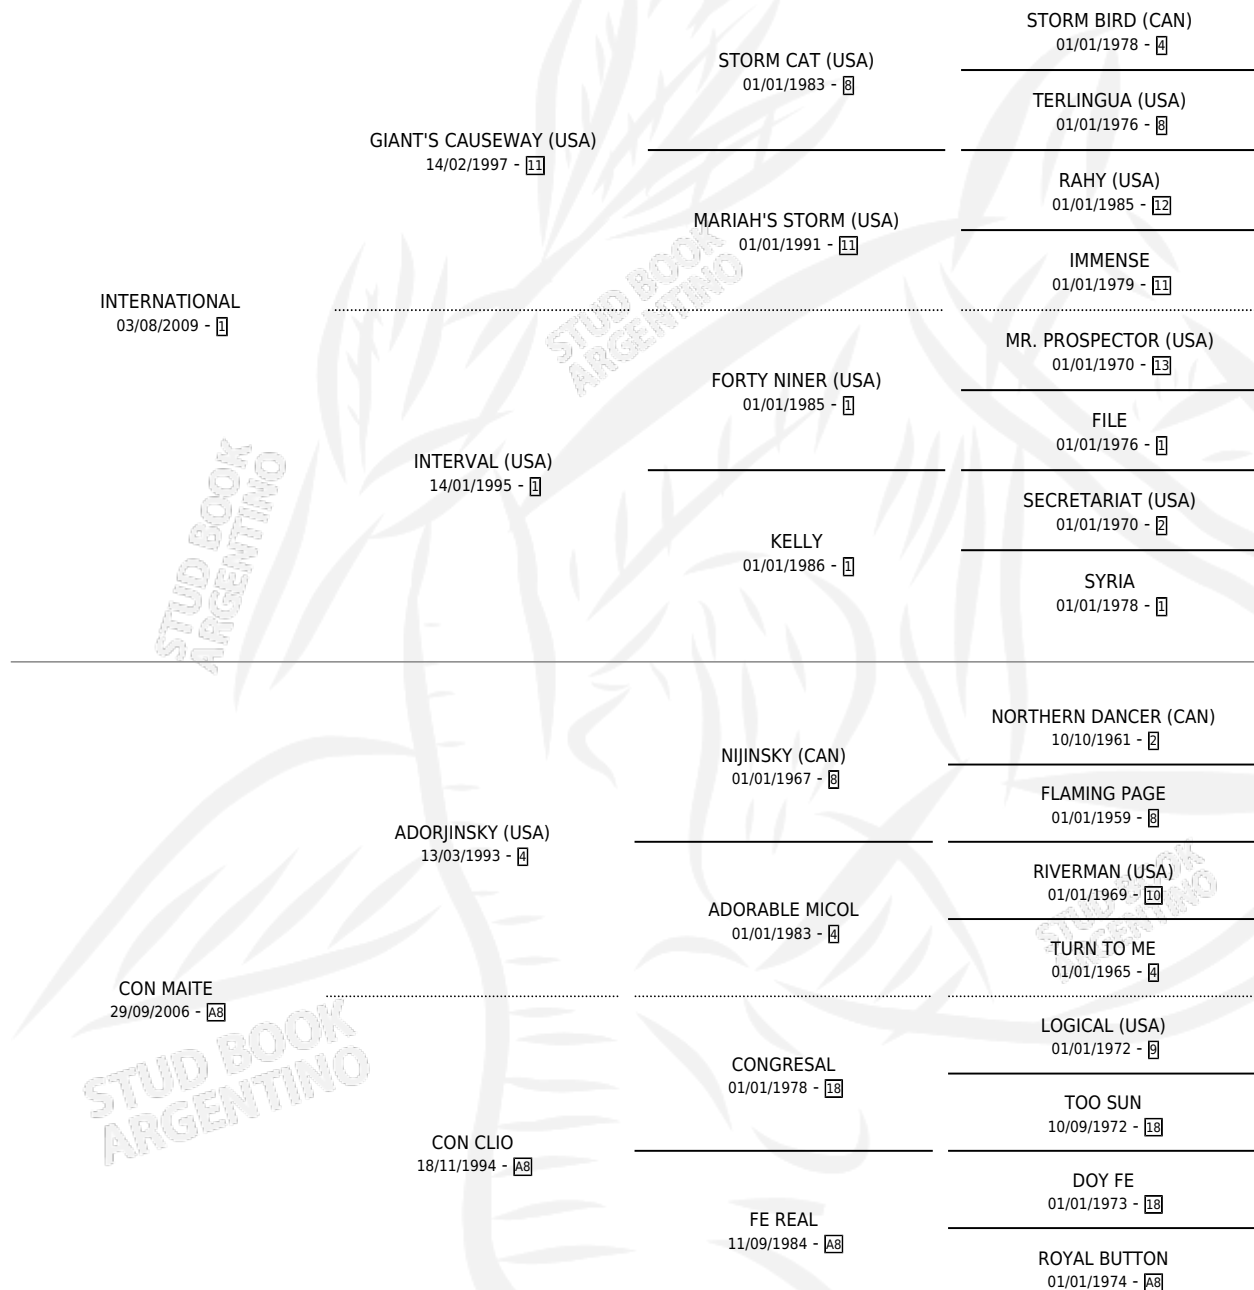 STORM BIRD (CAN)
01/01/1978 - 4
STORM CAT (USA)
01/01/1983 - 8
TERLINGUA (USA)
01/01/1976 - 8
GIANT'S CAUSEWAY (USA)
14/02/1997 - 11
RAHY (USA)
01/01/1985 - 12
MARIAH'S STORM (USA)
01/01/1991 - 11
IMMENSE
01/01/1979 - 11
INTERNATIONAL
03/08/2009 - 1
STUD BOOK
ARGENTINO
MR. PROSPECTOR (USA)
01/01/1970 - 13
FORTY NINER (USA)
01/01/1985 - 1
FILE
01/01/1976 - 1
INTERVAL (USA)
14/01/1995 - 1
SECRETARIAT (USA)
01/01/1970 - 2
KELLY
01/01/1986 - 1
SYRIA
01/01/1978 - 1
STUD BOOK
ARGENTINO
NORTHERN DANCER (CAN)
10/10/1961 - 2
NIJINSKY (CAN)
01/01/1967 - 8
FLAMING PAGE
01/01/1959 - 8
ADORJINSKY (USA)
13/03/1993 - 4
RIVERMAN (USA)
01/01/1969 - 10
ADORABLE MICOL
01/01/1983 - 4
STUD BOOK
ARGENTINO
TURN TO ME
01/01/1965 - 4
CON MAITE
29/09/2006 - A8
STUD BOOK
ARGENTINO
LOGICAL (USA)
01/01/1972 - 9
CONGRESAL
01/01/1978 - 18
TOO SUN
10/09/1972 - 18
CON CLIO
18/11/1994 - A8
DOY FE
01/01/1973 - 18
FE REAL
11/09/1984 - A8
ROYAL BUTTON
01/01/1974 - A8